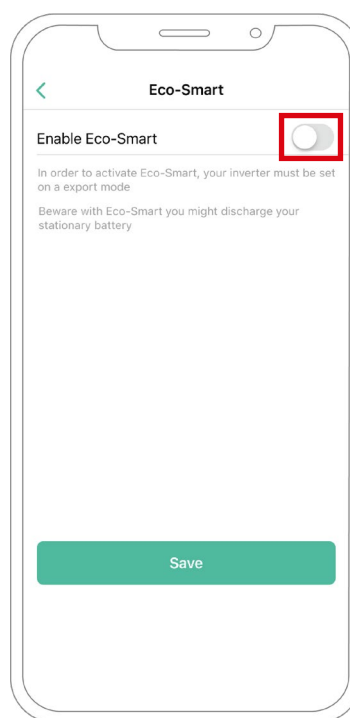 Eco-Smart
Enable Eco-Smart
In order to activate Eco-Smart, your inverter must be set
on a export mode
Beware with Eco-Smart you might discharge your
stationary battery
Save